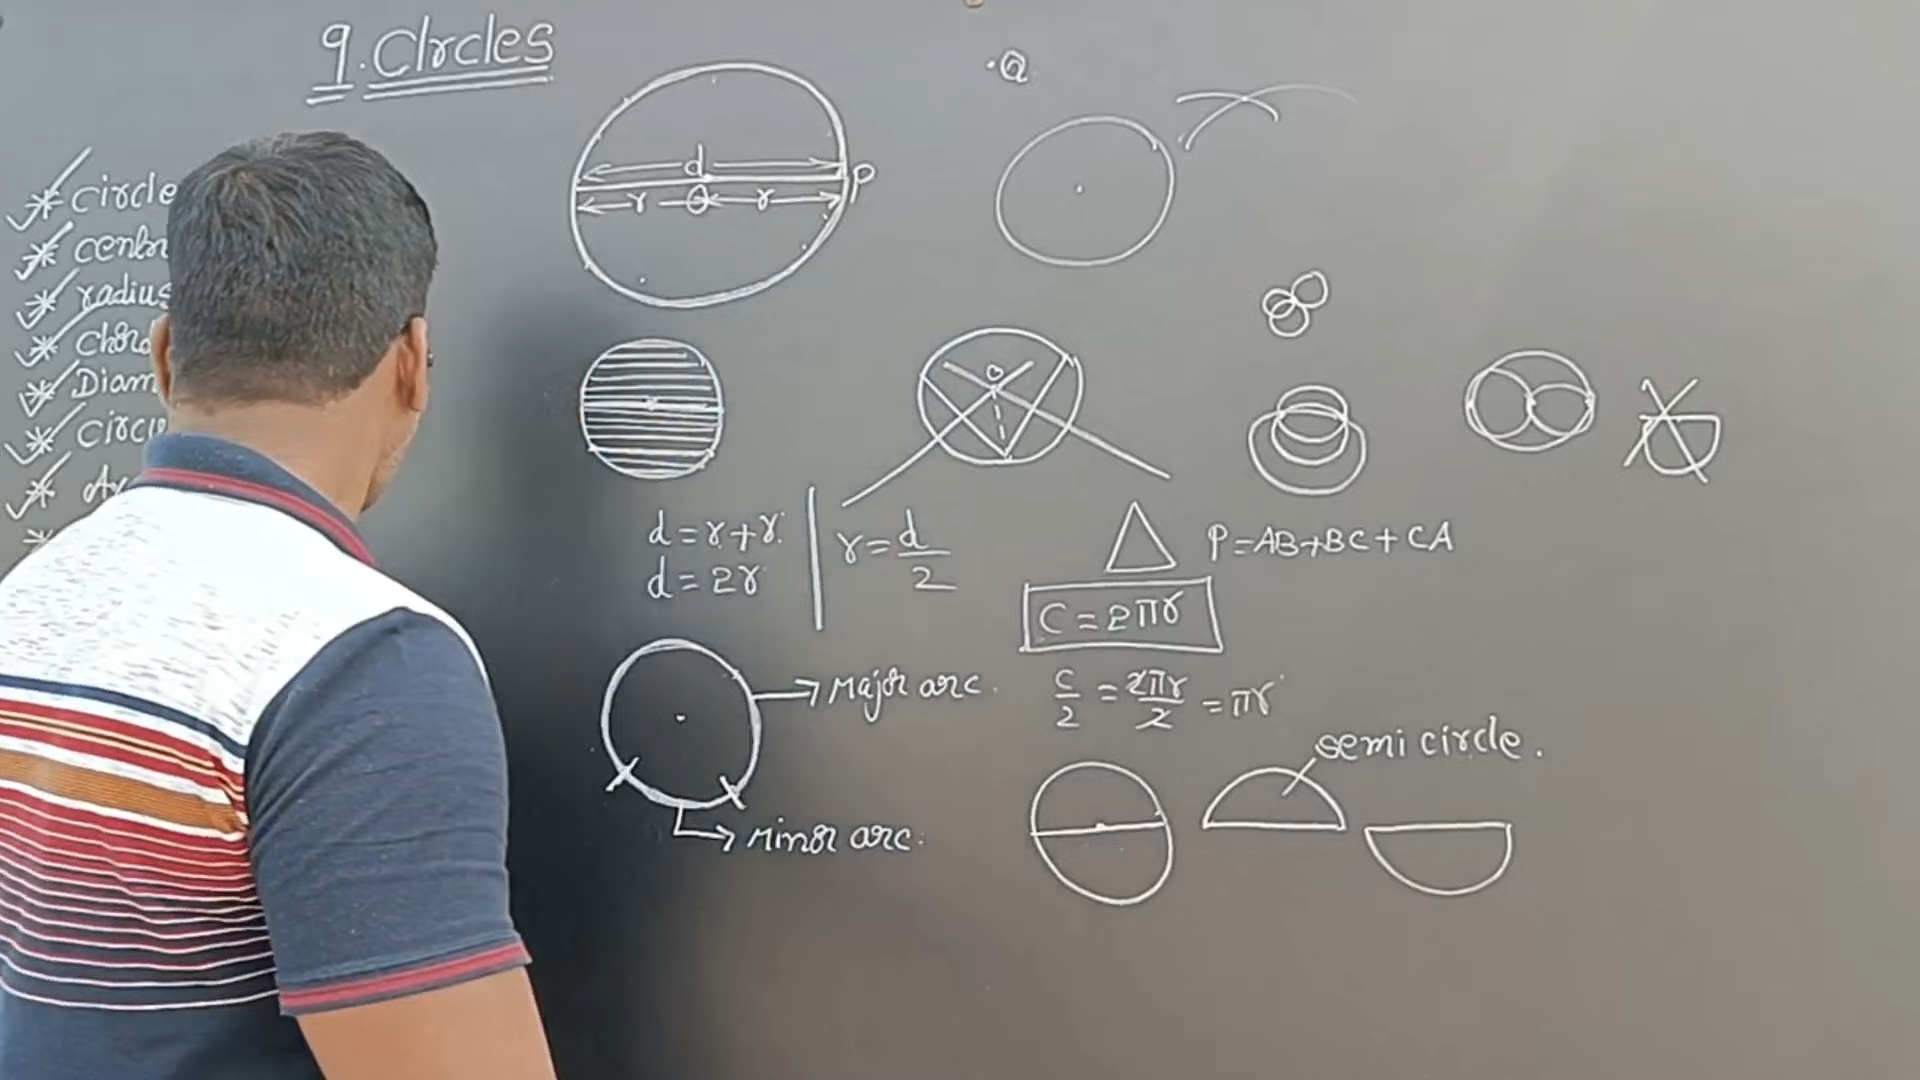 9. Circles
* Circle
* radius
d
r O r P
.Q
O
d = r + r
d = 2r
r = d/2
P = AB + BC + CA
C = 2πr
C/2 = 2πr/2 = πr
Major arc.
Minor arc.
semi circle.